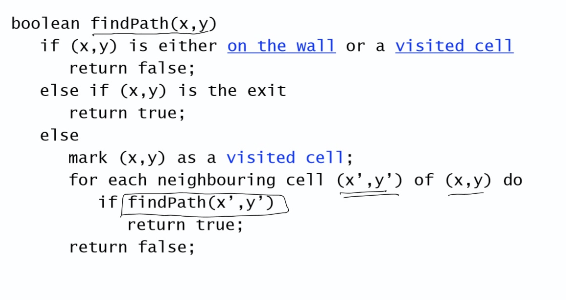 boolean findPath(x,y)
if (x,y) is either on the wall or a visited cell
return false;
else if (x,y) is the exit
return true;
else
mark (x,y) as a visited cell;
for each neighbouring cell (x’,y’) of (x,y) do
if findPath(x’,y’)
return true;
return false;